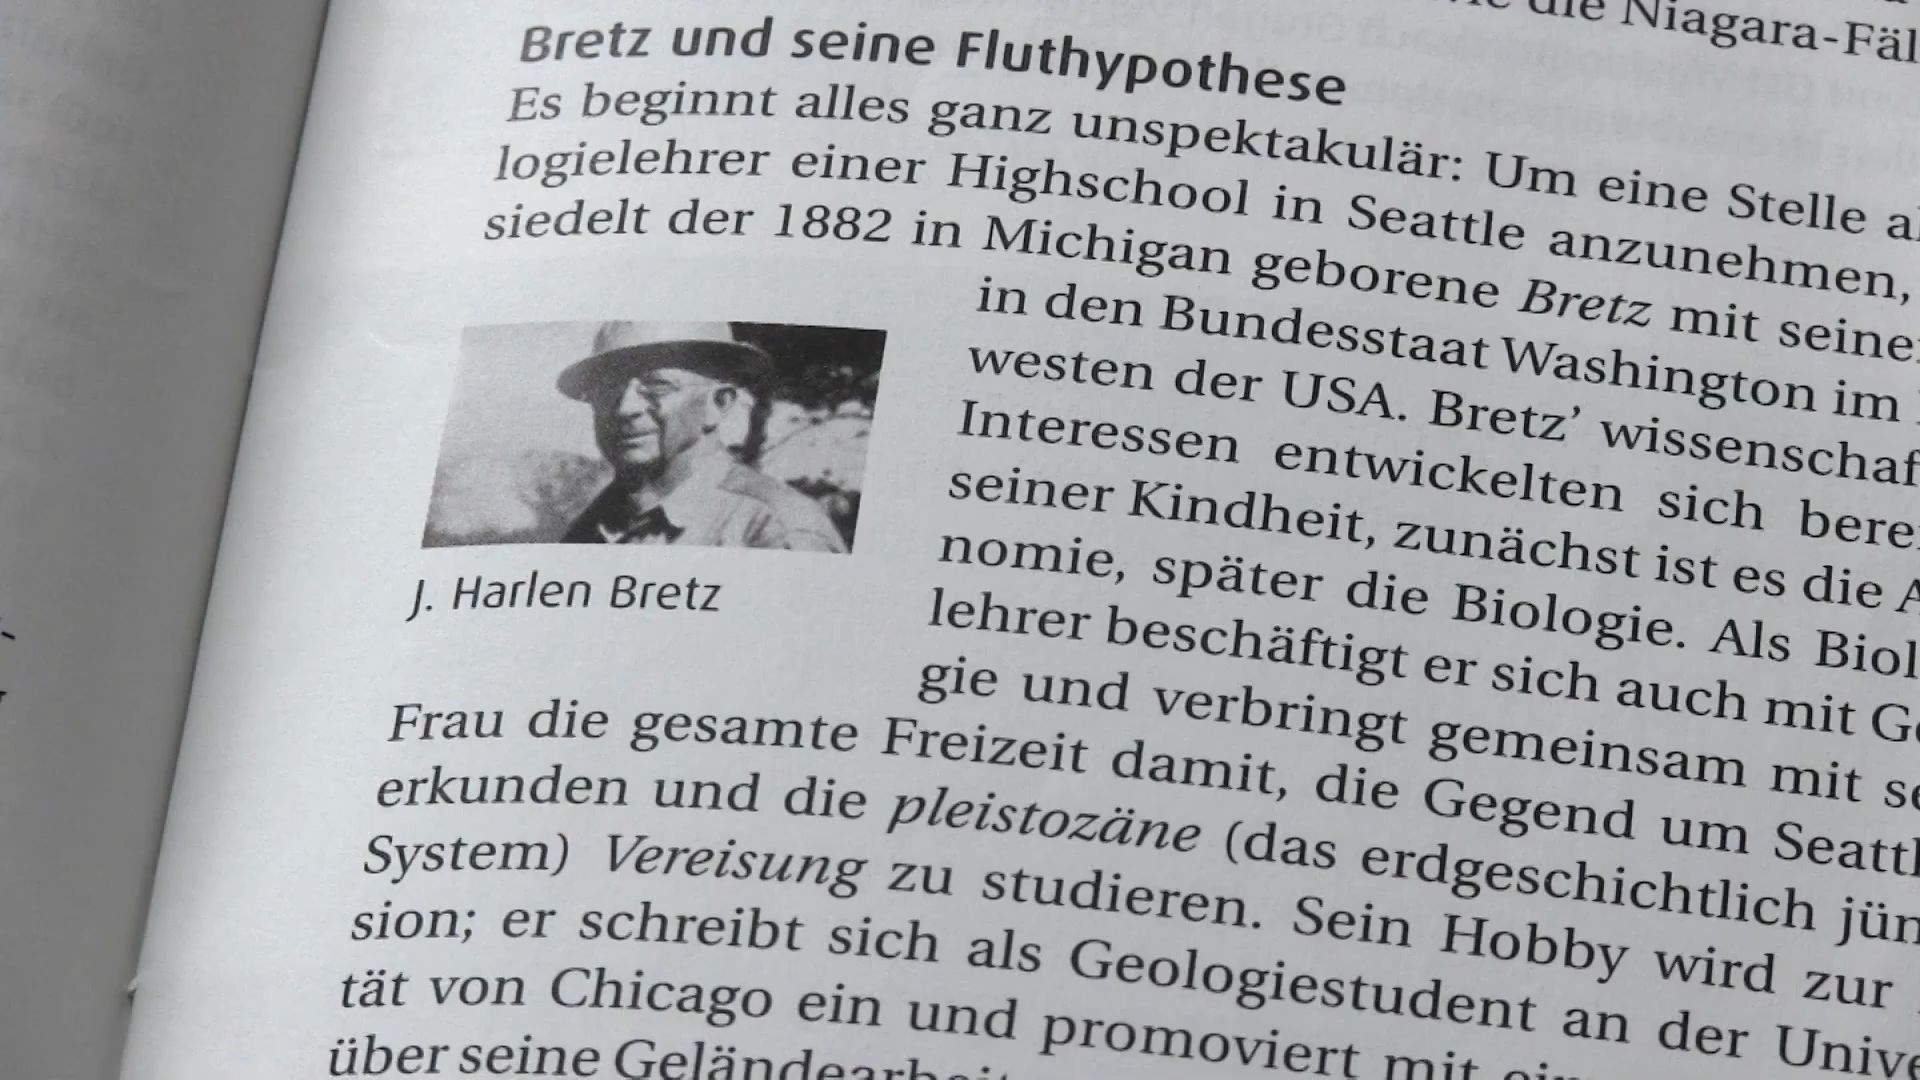 die Niagara-Fäl
Bretz und seine Fluthypothese
Es beginnt alles ganz unspektakulär: Um eine Stelle a
logielehrer einer Highschool in Seattle anzunehmen,
siedelt der 1882 in Michigan geborene Bretz mit seine
in den Bundesstaat Washington im
westen der USA. Bretz’ wissenschaf
Interessen entwickelten sich bere
seiner Kindheit, zunächst ist es die A
nomie, später die Biologie. Als Biol
lehrer beschäftigt er sich auch mit Ge
gie und verbringt gemeinsam mit se
J. Harlen Bretz
Frau die gesamte Freizeit damit, die Gegend um Seattl
erkunden und die pleistozäne (das erdgeschichtlich jün
System) Vereisung zu studieren. Sein Hobby wird zur
sion; er schreibt sich als Geologiestudent an der Unive
tät von Chicago ein und promoviert mit
über seine Geländearbeit